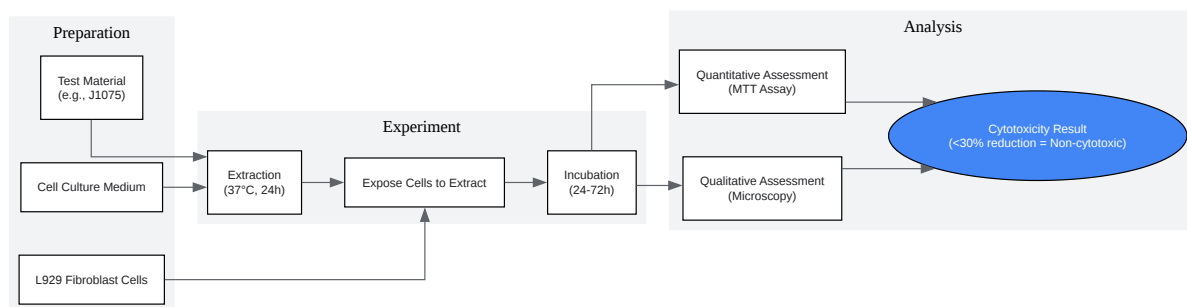 Preparation
Test Material
(e.g., J1075)
Cell Culture Medium
L929 Fibroblast Cells
Experiment
Extraction
(37°C, 24h)
Expose Cells to Extract
Incubation
(24-72h)
Analysis
Quantitative Assessment
(MTT Assay)
Qualitative Assessment
(Microscopy)
Cytotoxicity Result
(<30% reduction = Non-cytotoxic)